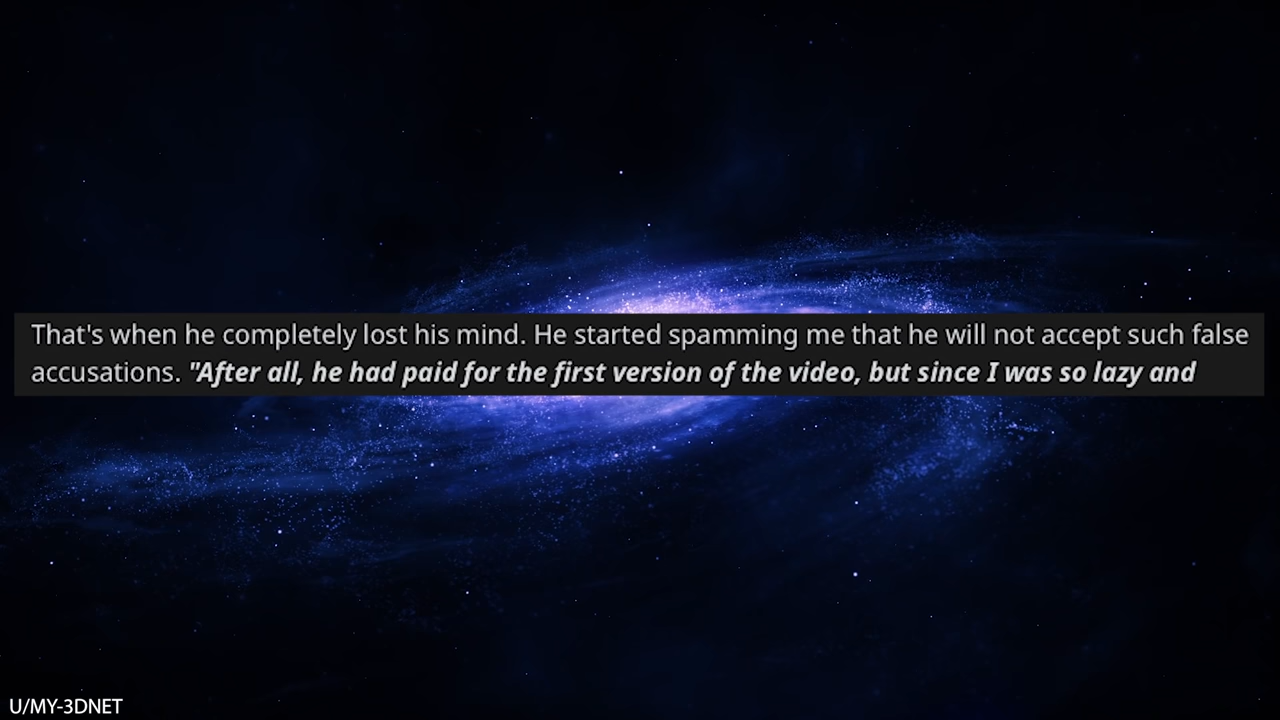 That's when he completely lost his mind. He started spamming me that he will not accept such false
accusations. "After all, he had paid for the first version of the video, but since I was so lazy and
U/MY-3DNET